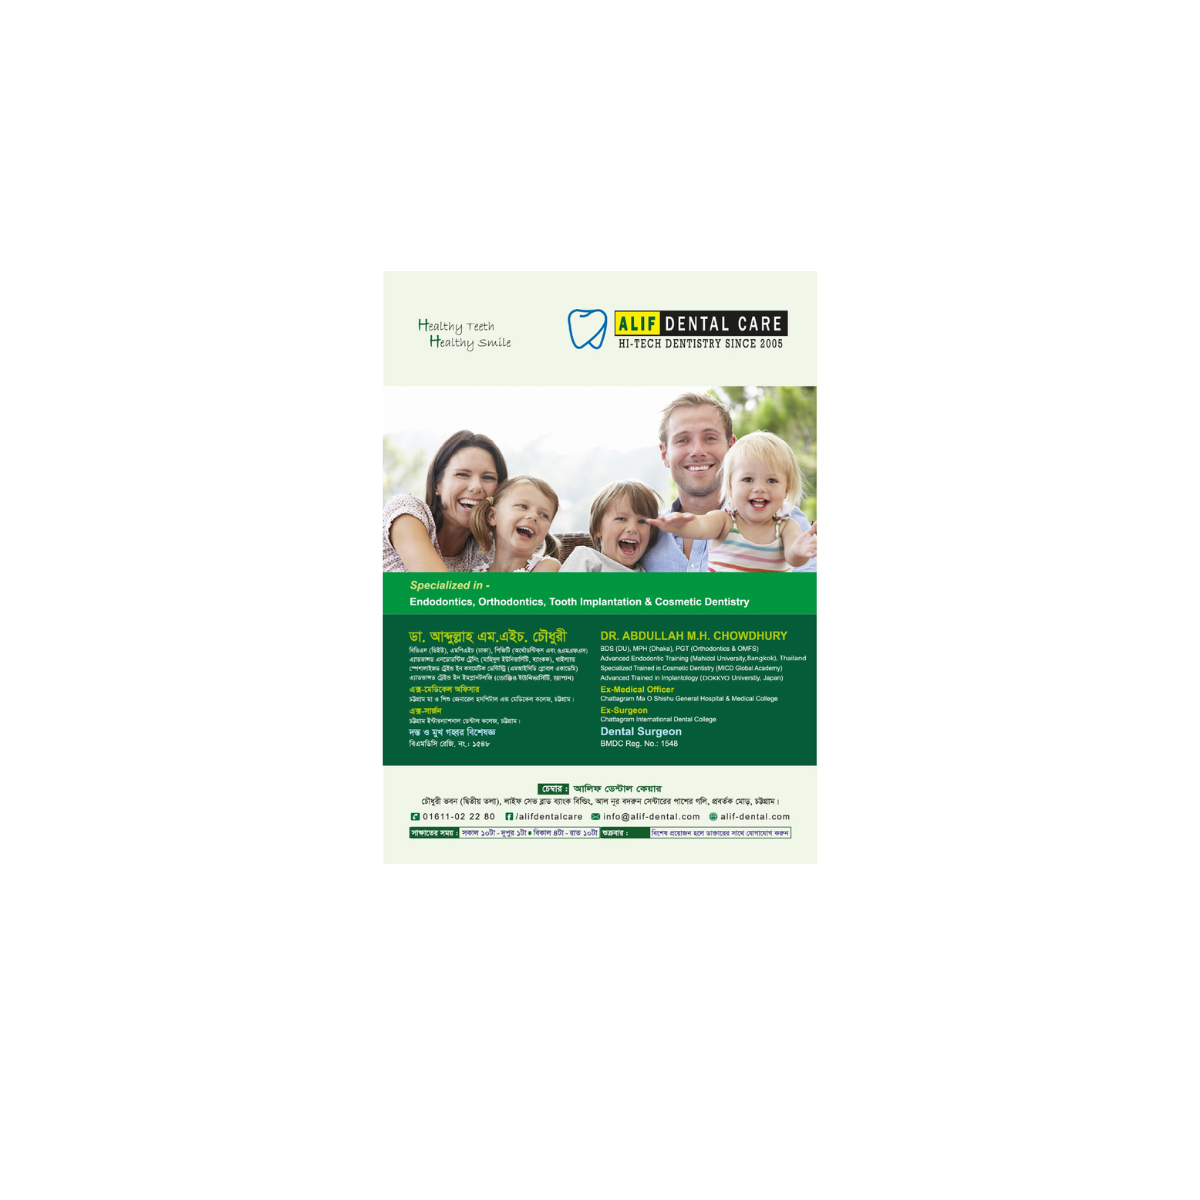 Healthy Teeth
Healthy Smile
ALIF DENTAL CARE
HI-TECH DENTISTRY SINCE 2005
Specialized in -
Endodontics, Orthodontics, Tooth Implantation & Cosmetic Dentistry
ডা. আব্দুল্লাহ এম.এইচ. চৌধুরী
বিডিএস (ডিইউ), এমপিএইচ (ঢাকা), পিজিটি (অর্থোডন্টিকস এবং ওএমএফএস)
এ্যাডভান্সড এনডোডন্টিক ট্রেনিং (মাহিদুল ইউনিভার্সিটি, ব্যাংকক), থাইল্যান্ড
স্পেশালাইজড ট্রেইন্ড ইন কসমেটিক ডেন্টিস্ট্রি (এমআইসিডি গ্লোবাল একাডেমি)
এ্যাডভান্সড ট্রেইন্ড ইন ইমপ্লান্টলজি (ডোক্কিও ইউনিভার্সিটি, জাপান)
এক্স-মেডিকেল অফিসার
চট্টগ্রাম মা ও শিশু জেনারেল হসপিটাল এন্ড মেডিকেল কলেজ, চট্টগ্রাম।
এক্স-সার্জন
চট্টগ্রাম ইন্টারন্যাশনাল ডেন্টাল কলেজ, চট্টগ্রাম।
দন্ত ও মুখ গহ্বর বিশেষজ্ঞ
বিএমডিসি রেজি. নং.: ১৫৪৮
DR. ABDULLAH M.H. CHOWDHURY
BDS (DU), MPH (Dhaka), PGT (Orthodontics & OMFS)
Advanced Endodontic Training (Mahidol University,Bangkok), Thailand
Specialized Trained in Cosmetic Dentistry (MICD Global Academy)
Advanced Trained in Implantology (DOKKYO University, Japan)
Ex-Medical Officer
Chattagram Ma O Shishu General Hospital & Medical College
Ex-Surgeon
Chattagram International Dental College
Dental Surgeon
BMDC Reg. No.: 1548
চেম্বার : আলিফ ডেন্টাল কেয়ার
চৌধুরী ভবন (দ্বিতীয় তলা), লাইফ সেভ ব্লাড ব্যাংক বিল্ডিং, আল নূর বদরুন সেন্টারের পাশের গলি, প্রবর্তক মোড়, চট্টগ্রাম।
01611-02 22 80 /alifdentalcare info@alif-dental.com alif-dental.com
সাক্ষাতের সময় : সকাল ১০টা - দুপুর ১টা ■ বিকাল ৪টা - রাত ১০টা শুক্রবার : বিশেষ প্রয়োজন হলে ডাক্তারের সাথে যোগাযোগ করুন